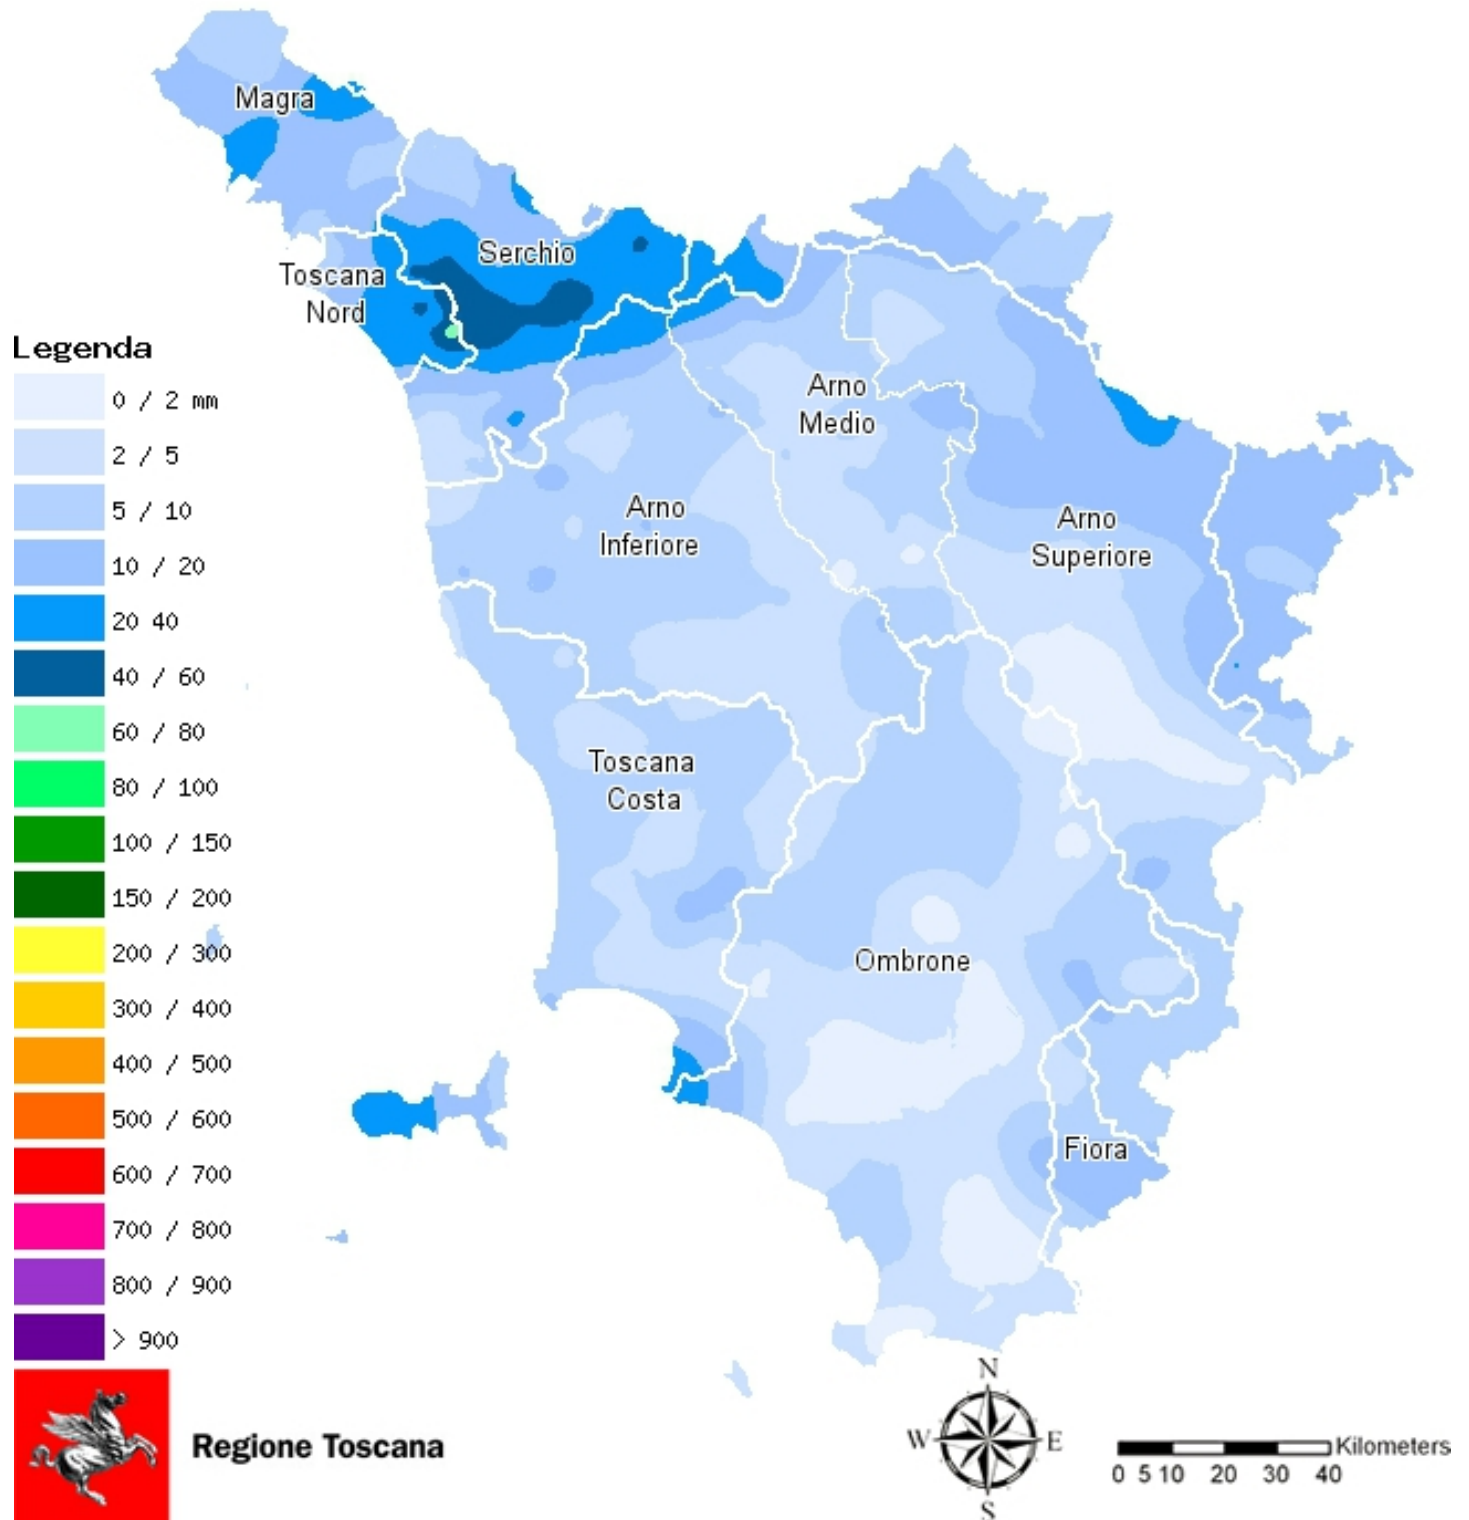 Magra
Serchio
Toscana
Nord
Legenda
0 / 2 mm
2 / 5
5 / 10
10 / 20
20 40
40 / 60
60 / 80
80 / 100
100 / 150
150 / 200
200 / 300
300 / 400
400 / 500
500 / 600
600 / 700
700 / 800
800 / 900
> 900
Arno
Medio
Arno
Inferiore
Arno
Superiore
Toscana
Costa
Ombrone
Fiora
Regione Toscana
N
W E
S
Kilometers
0 5 10 20 30 40